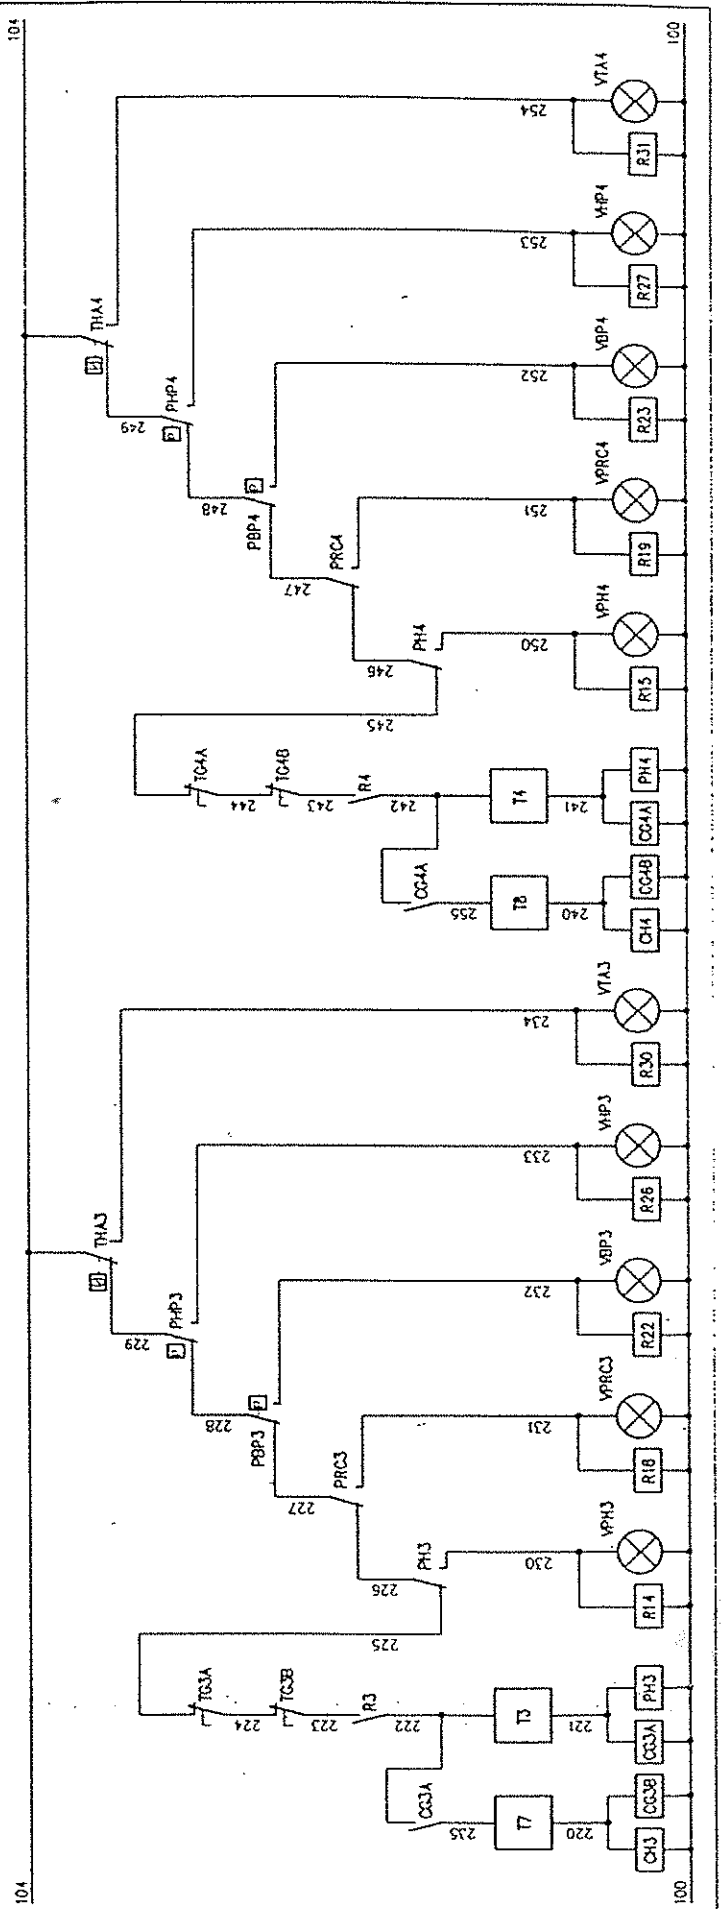 104
104
THA3
THA4
229
PHP3
P
228
PBP3
P
227
PRC3
226
PH3
225
TG3A
224
TG3B
223
R3
222
CG3A
235
T7
T3
220
221
230
231
232
233
234
CH3
CG3B
CG3A
PH3
R14
VPH3
R18
VPRC3
R22
VBP3
R26
VHP3
R30
VTA3
249
PHP4
P
248
PBP4
P
247
PRC4
246
PH4
245
TG4A
244
TG4B
243
R4
242
CG4A
255
T8
T4
240
241
250
251
252
253
254
CH4
CG4B
CG4A
PH4
R15
VPH4
R19
VPRC4
R23
VBP4
R27
VHP4
R31
VTA4
100
100